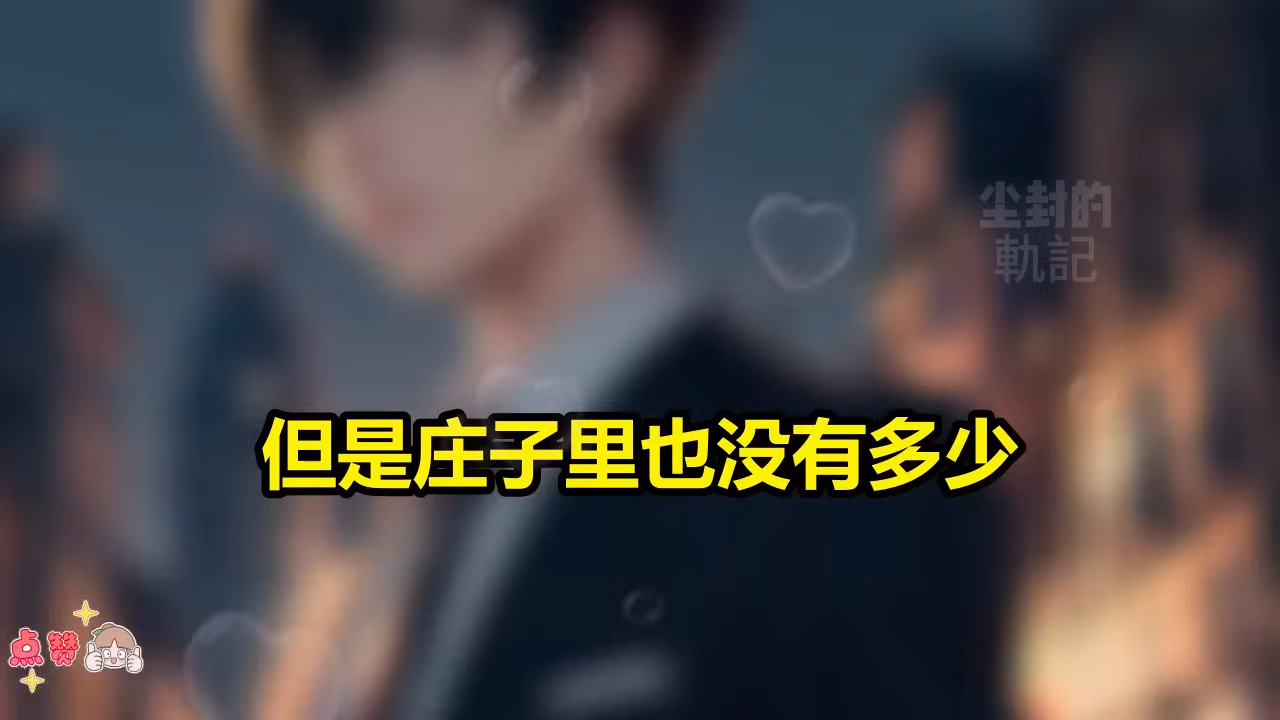 尘封的
軌記
但是庄子里也没有多少
点赞